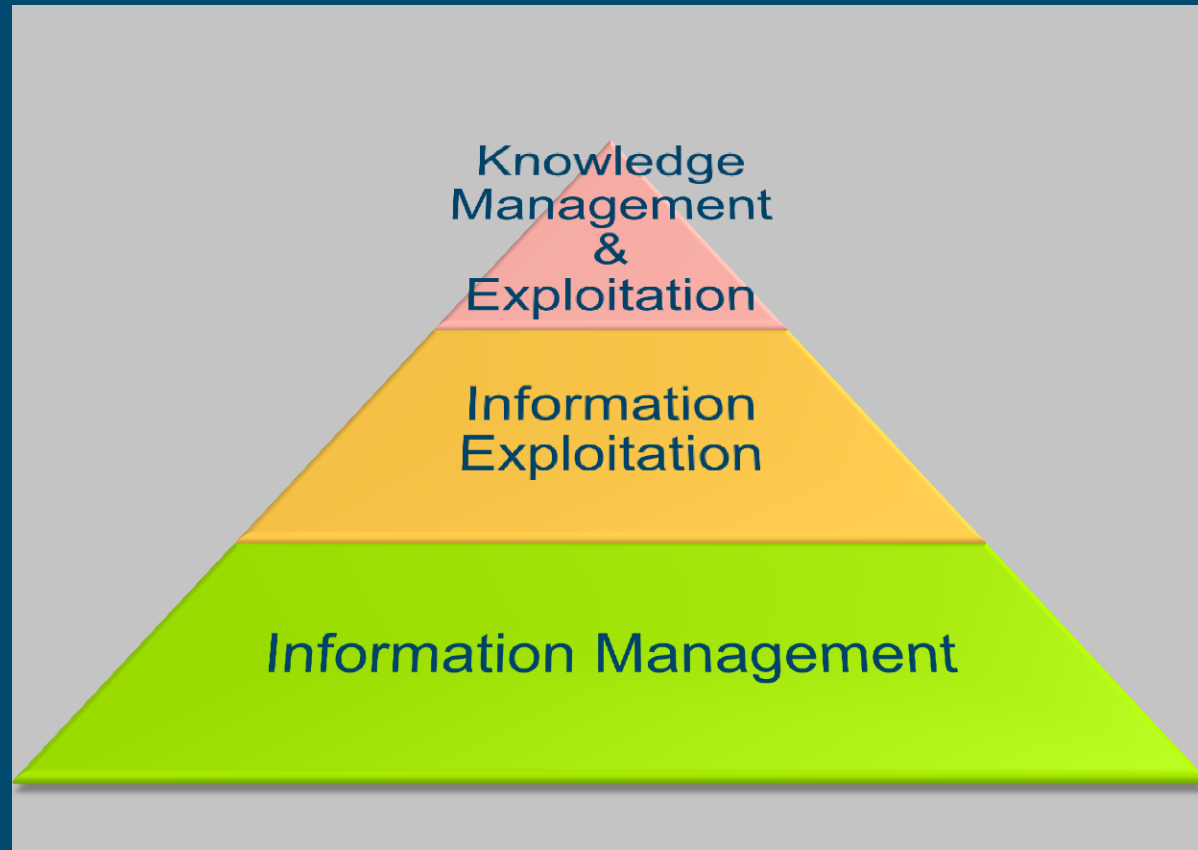 Knowledge
Management
&
Exploitation
Information
Exploitation
Information Management